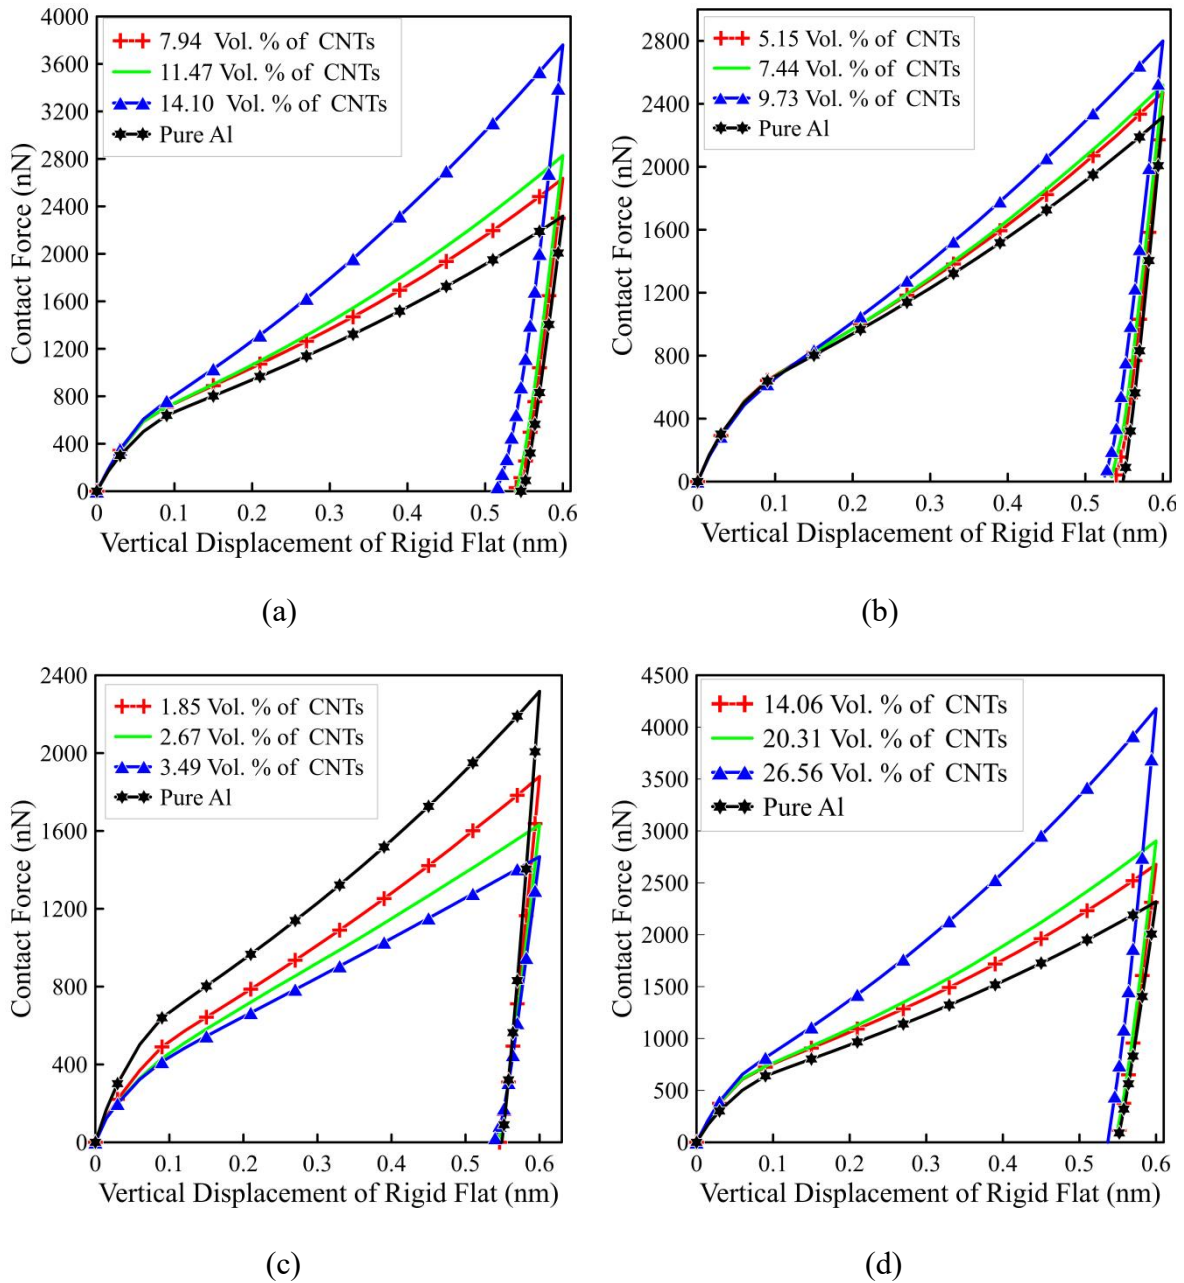 4000
3600
3200
2800
2400
2000
1600
1200
800
400
0
Contact Force (nN)
7.94 Vol. % of CNTs
11.47 Vol. % of CNTs
14.10 Vol. % of CNTs
Pure Al
0 0.1 0.2 0.3 0.4 0.5 0.6
Vertical Displacement of Rigid Flat (nm)
(a)
2800
2400
2000
1600
1200
800
400
0
Contact Force (nN)
5.15 Vol. % of CNTs
7.44 Vol. % of CNTs
9.73 Vol. % of CNTs
Pure Al
0 0.1 0.2 0.3 0.4 0.5 0.6
Vertical Displacement of Rigid Flat (nm)
(b)
2400
2000
1600
1200
800
400
0
Contact Force (nN)
1.85 Vol. % of CNTs
2.67 Vol. % of CNTs
3.49 Vol. % of CNTs
Pure Al
0 0.1 0.2 0.3 0.4 0.5 0.6
Vertical Displacement of Rigid Flat (nm)
(c)
4500
4000
3500
3000
2500
2000
1500
1000
500
0
Contact Force (nN)
14.06 Vol. % of CNTs
20.31 Vol. % of CNTs
26.56 Vol. % of CNTs
Pure Al
0 0.1 0.2 0.3 0.4 0.5 0.6
Vertical Displacement of Rigid Flat (nm)
(d)